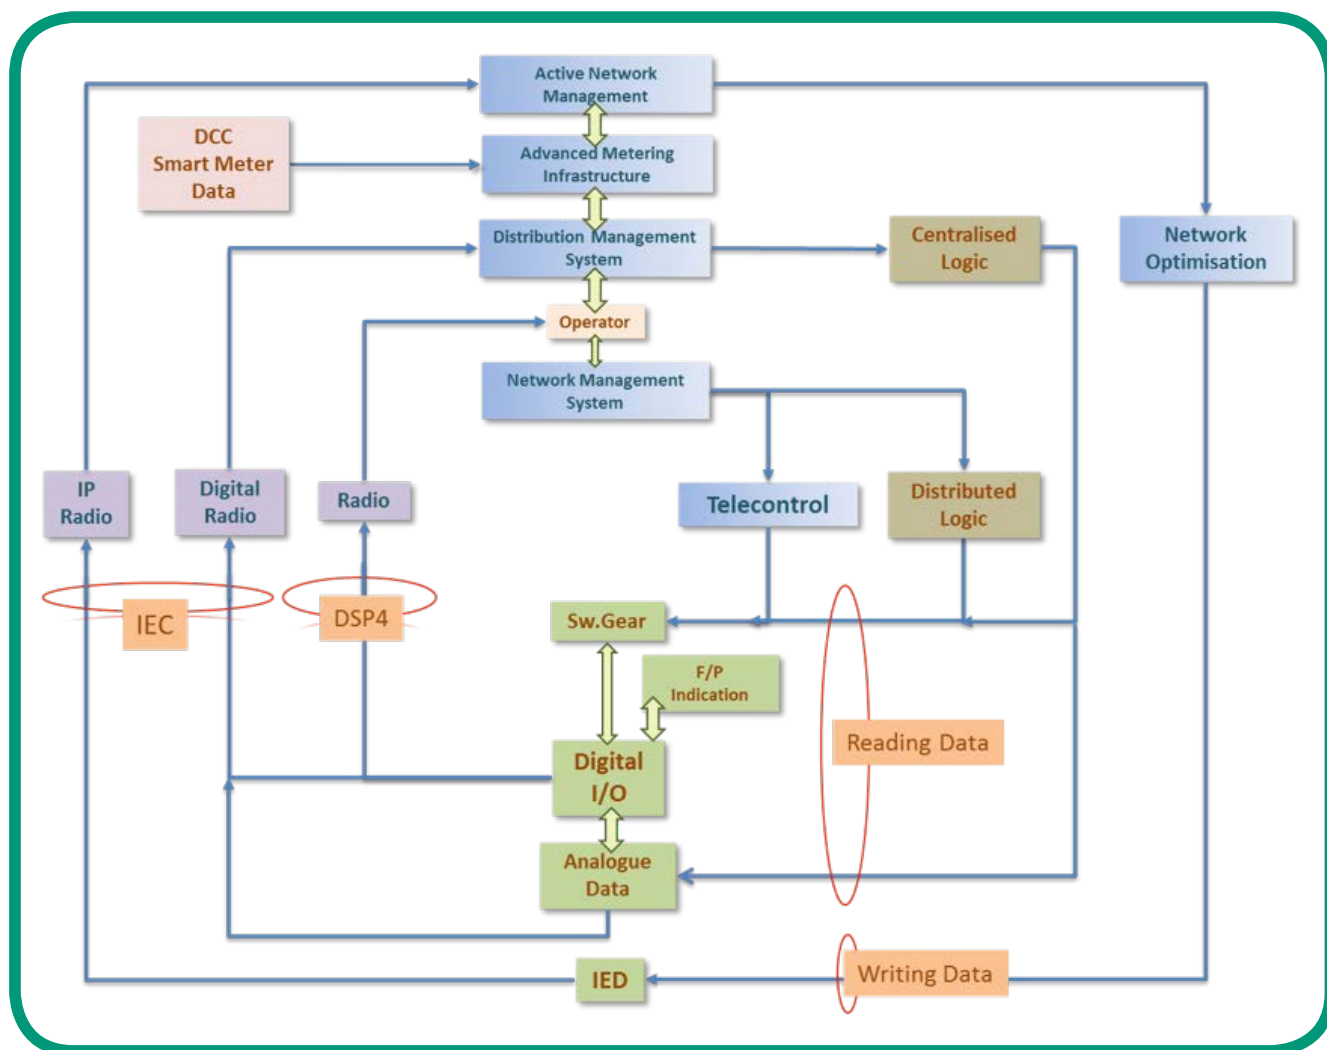 Active Network
Management
DCC
Smart Meter
Data
Advanced Metering
Infrastructure
Distribution Management
System
Centralised
Logic
Network
Optimisation
Operator
Network Management
System
IP
Radio
Digital
Radio
Radio
Telecontrol
Distributed
Logic
IEC
DSP4
Sw.Gear
F/P
Indication
Reading Data
Digital
I/O
Analogue
Data
IED
Writing Data